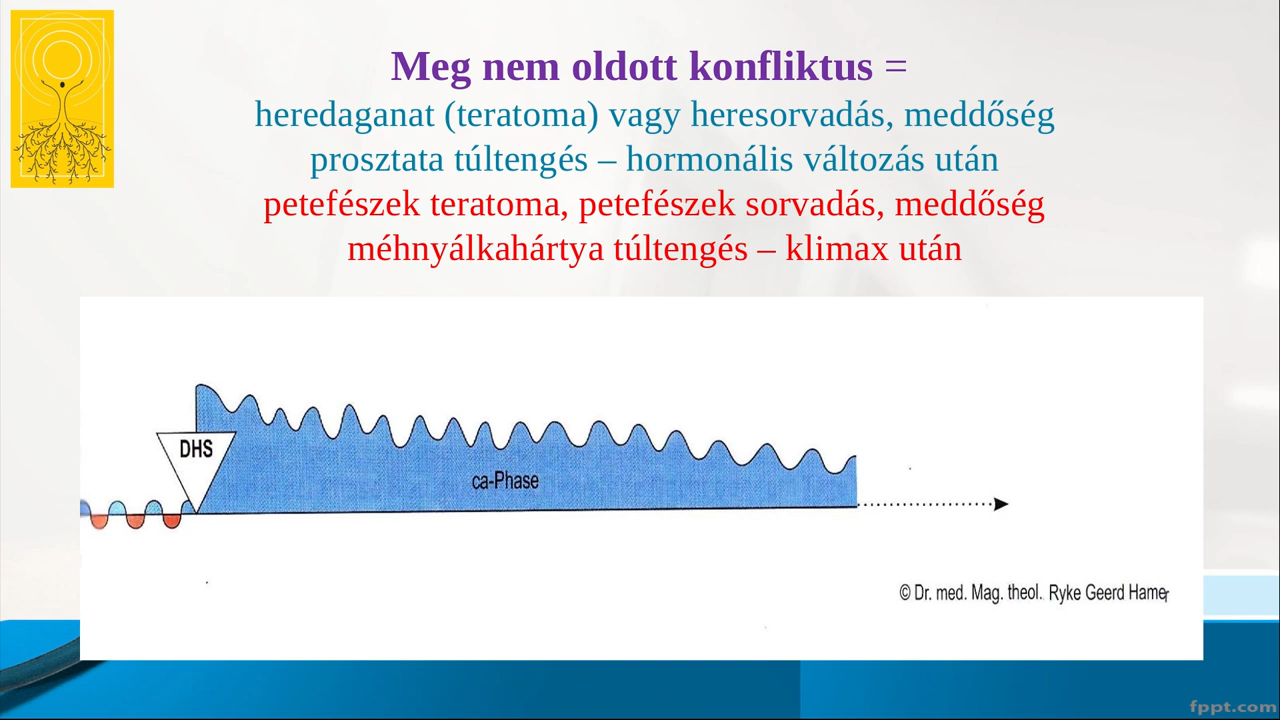 Meg nem oldott konfliktus =
heredaganat (teratoma) vagy heresorvadás, meddőség
prosztata túltengés – hormonális változás után
petefészek teratoma, petefészek sorvadás, meddőség
méhnyálkahártya túltengés – klimax után
DHS
ca-Phase
© Dr. med. Mag. theol. Ryke Geerd Hamer
fppt.com